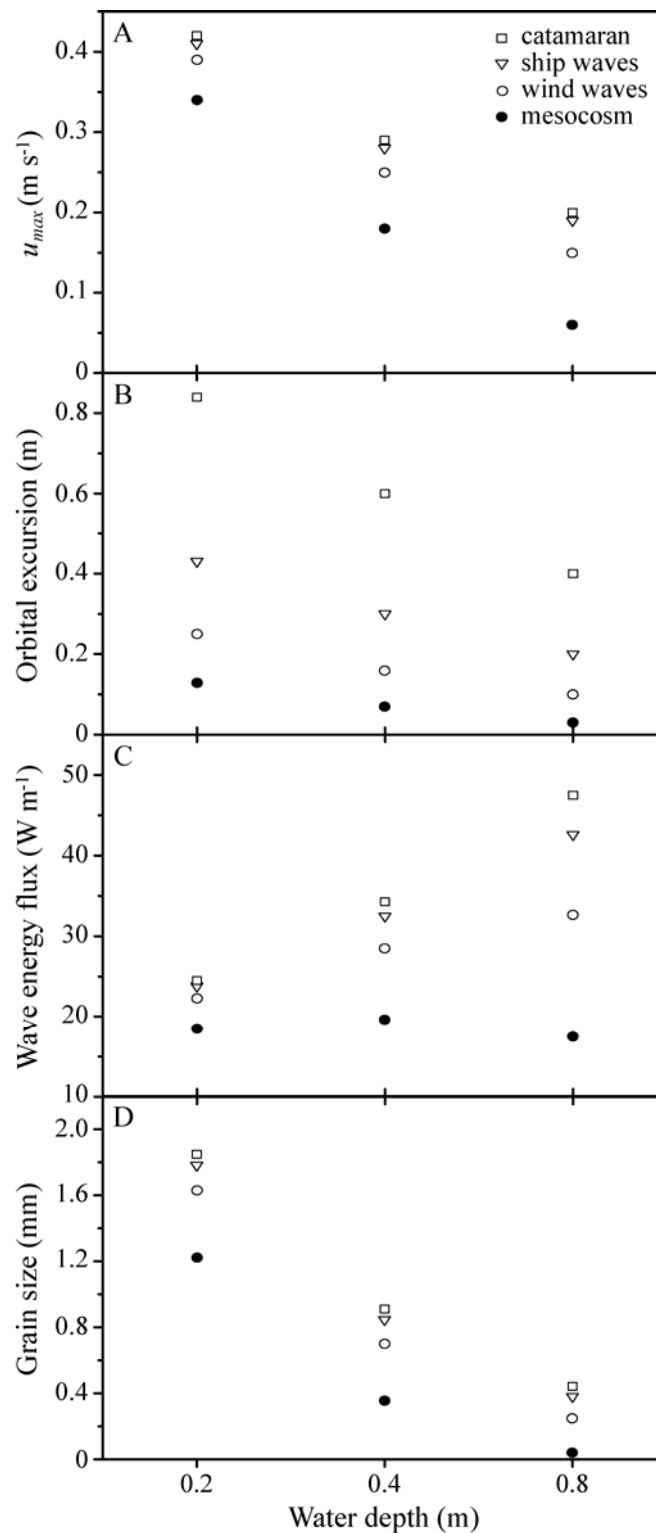 A
catamaran
ship waves
wind waves
mesocosm
0.4
0.3
0.2
0.1
0
u_max (m s⁻¹)
B
0.8
0.6
0.4
0.2
0
Orbital excursion (m)
C
50
40
30
20
10
Wave energy flux (W m⁻¹)
D
2.0
1.6
1.2
0.8
0.4
0
Grain size (mm)
0.2 0.4 0.8
Water depth (m)